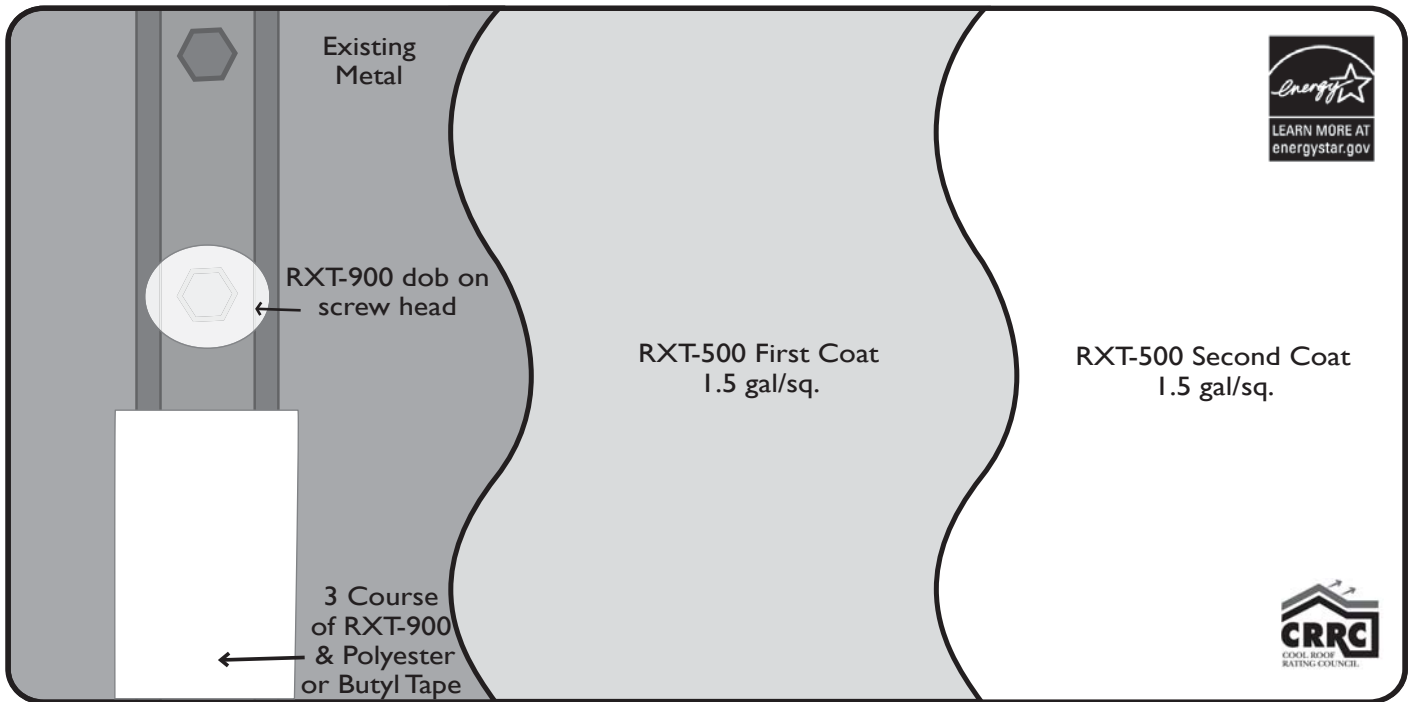 Existing
Metal
RXT-900 dob on
screw head
3 Course
of RXT-900
& Polyester
or Butyl Tape
RXT-500 First Coat
1.5 gal/sq.
RXT-500 Second Coat
1.5 gal/sq.
energy
LEARN MORE AT
energystar.gov
CRRC
COOL ROOF
RATING COUNCIL